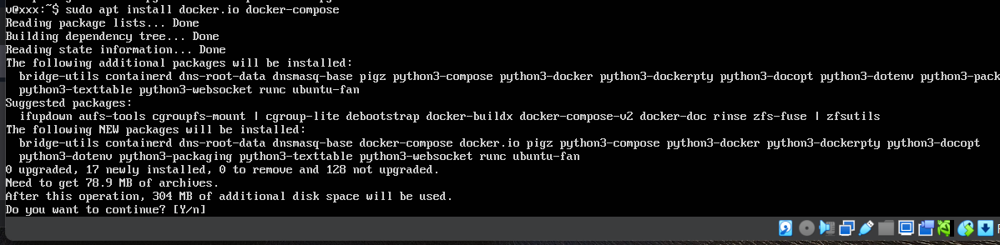 v@xxx:~$ sudo apt install docker.io docker-compose
Reading package lists... Done
Building dependency tree... Done
Reading state information... Done
The following additional packages will be installed:
bridge-utils containerd dns-root-data dnsmasq-base pigz python3-compose python3-docker python3-dockerpty python3-docopt python3-dotenv python3-pack
python3-texttable python3-websocket runc ubuntu-fan
Suggested packages:
ifupdown aufs-tools cgroupfs-mount | cgroup-lite debootstrap docker-buildx docker-compose-v2 docker-doc rinse zfs-fuse | zfsutils
The following NEW packages will be installed:
bridge-utils containerd dns-root-data dnsmasq-base docker-compose docker.io pigz python3-compose python3-docker python3-dockerpty python3-docopt
python3-dotenv python3-packaging python3-texttable python3-websocket runc ubuntu-fan
0 upgraded, 17 newly installed, 0 to remove and 128 not upgraded.
Need to get 78.9 MB of archives.
After this operation, 304 MB of additional disk space will be used.
Do you want to continue? [Y/n]